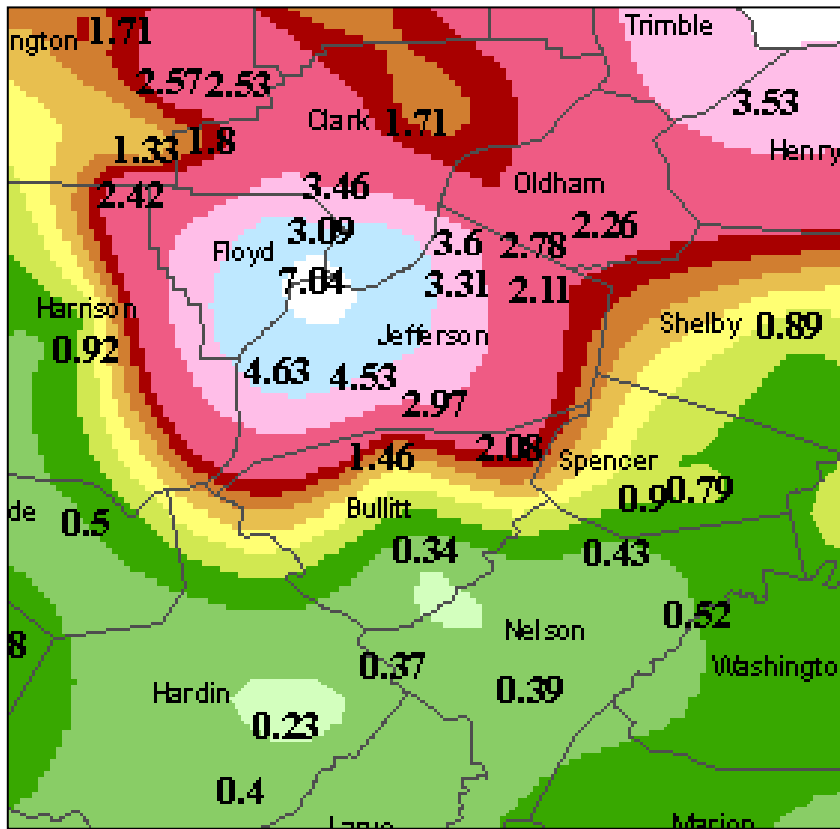 ngton 1.71
Trimble
2.57 2.53
3.53
Clark 1.71
1.33 1.8
Henry
2.42 3.46
Oldham
2.26
3.09
Floyd 3.6 2.78
7.04 3.31 2.11
Harrison
Shelby 0.89
Jefferson
0.92
4.63 4.53
2.97
1.46 2.08
Spencer
0.9 0.79
de 0.5
Bullitt
0.34 0.43
0.52
Nelson
8
0.37
Washingto
Hardin 0.39
0.23
0.4
Larue
Marion